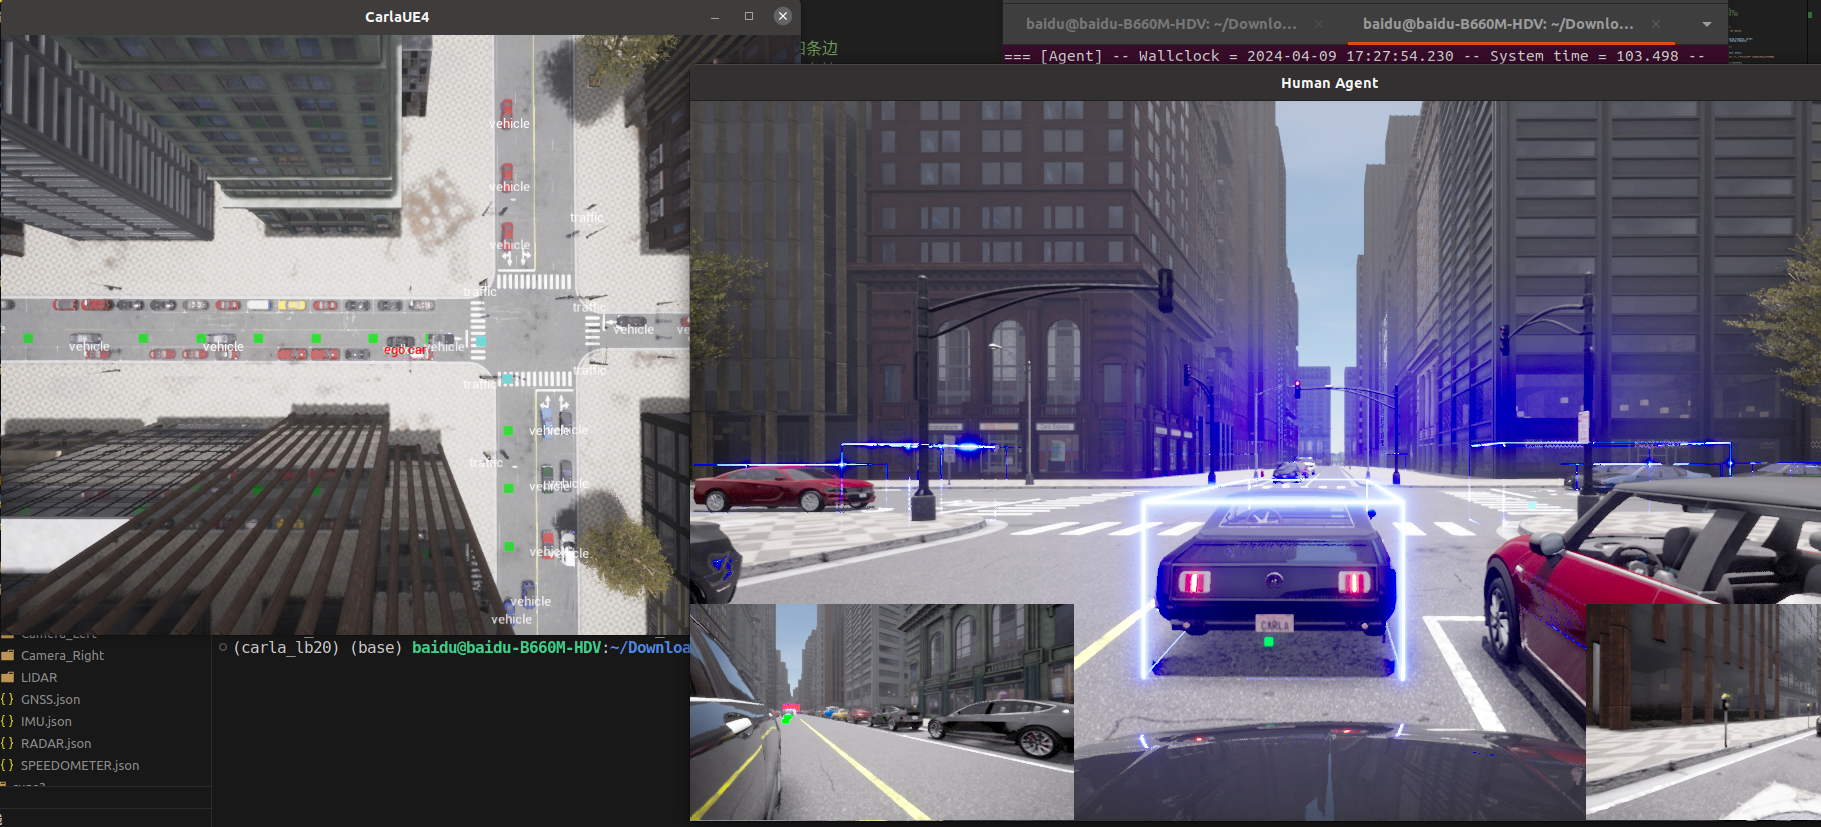 CarlaUE4
条边
baidu@baidu-B660M-HDV: ~/Downlo...
baidu@baidu-B660M-HDV: ~/Downlo...
=== [Agent] -- Wallclock = 2024-04-09 17:27:54.230 -- System time = 103.498 --
Human Agent
vehicle
vehicle
traffic
vehicle
traffic
traffic
vehicle
vehicle
vehicle
ego car
vehicle
traffic
traffic
vehicle
traffic
vehicle
vehicle
vehicle
vehicle
vehicle
CARLA
Camera_Left
Camera_Right
LIDAR
GNSS.json
IMU.json
RADAR.json
SPEEDOMETER.json
(carla_lb20) (base) baidu@baidu-B660M-HDV:~/Downloa